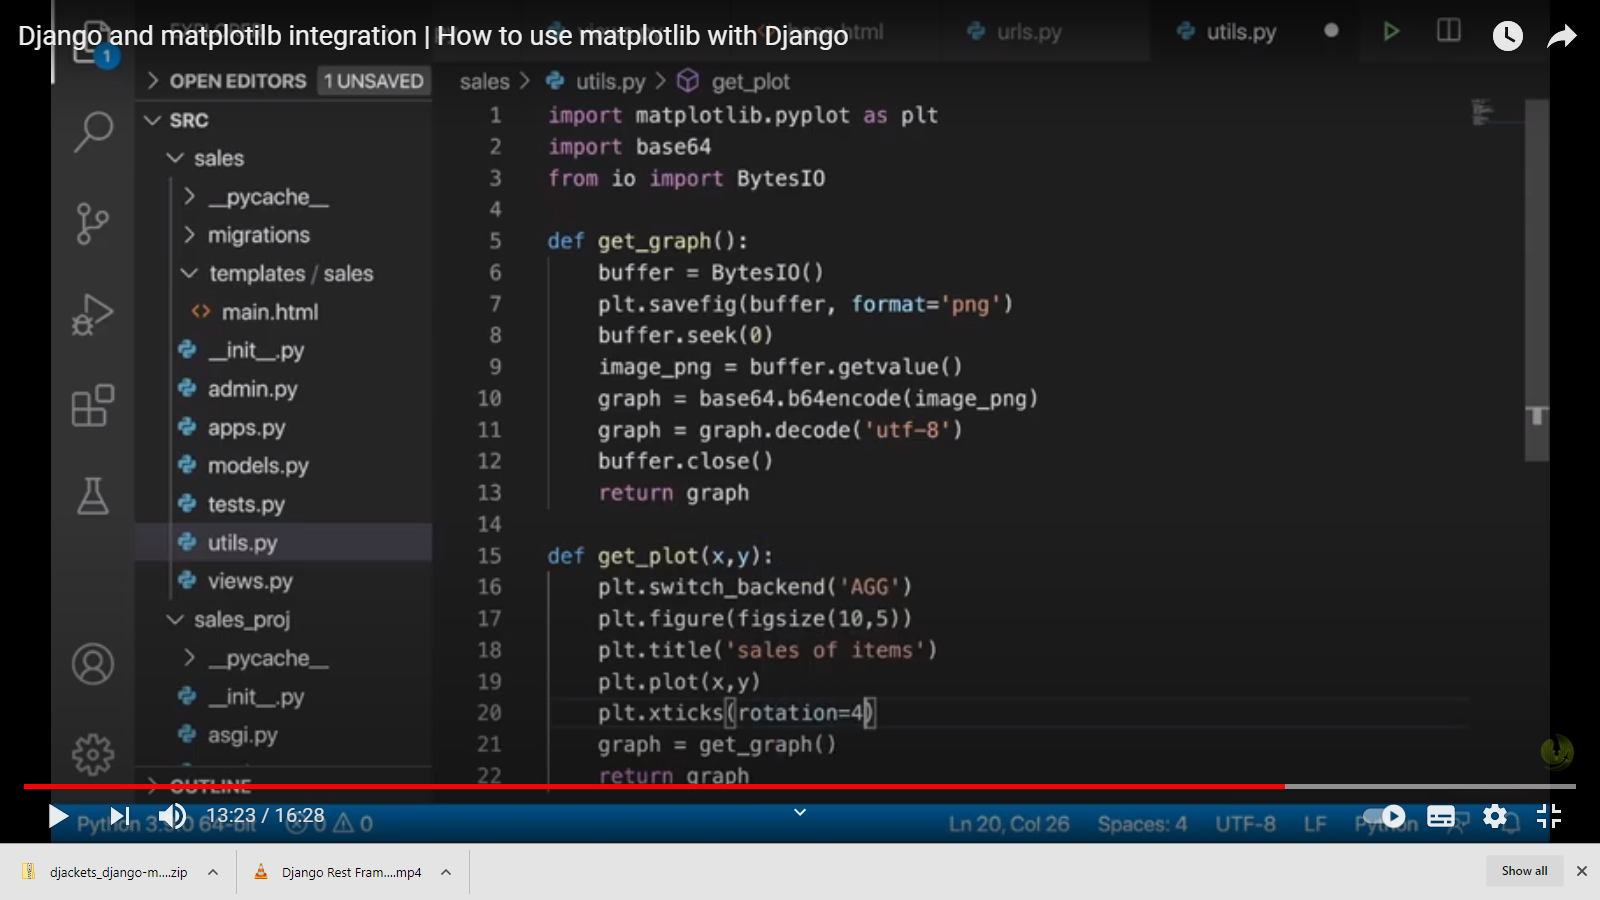 Django and matplotilb integration | How to use matplotlib with Django
urls.py
utils.py
1
OPEN EDITORS 1 UNSAVED
sales > utils.py > get_plot
SRC
sales
__pycache__
migrations
templates / sales
main.html
__init__.py
admin.py
apps.py
models.py
tests.py
utils.py
views.py
sales_proj
__pycache__
__init__.py
asgi.py
OUTLINE
1 import matplotlib.pyplot as plt
2 import base64
3 from io import BytesIO
4
5 def get_graph():
6 buffer = BytesIO()
7 plt.savefig(buffer, format='png')
8 buffer.seek(0)
9 image_png = buffer.getvalue()
10 graph = base64.b64encode(image_png)
11 graph = graph.decode('utf-8')
12 buffer.close()
13 return graph
14
15 def get_plot(x,y):
16 plt.switch_backend('AGG')
17 plt.figure(figsize(10,5))
18 plt.title('sales of items')
19 plt.plot(x,y)
20 plt.xticks(rotation=4)
21 graph = get_graph()
22 return graph
13:23 / 16:28
Python 64-bit 0 0
Ln 20, Col 26 Spaces: 4 UTF-8 LF Python
djackets_django-m....zip
Django Rest Fram....mp4
Show all